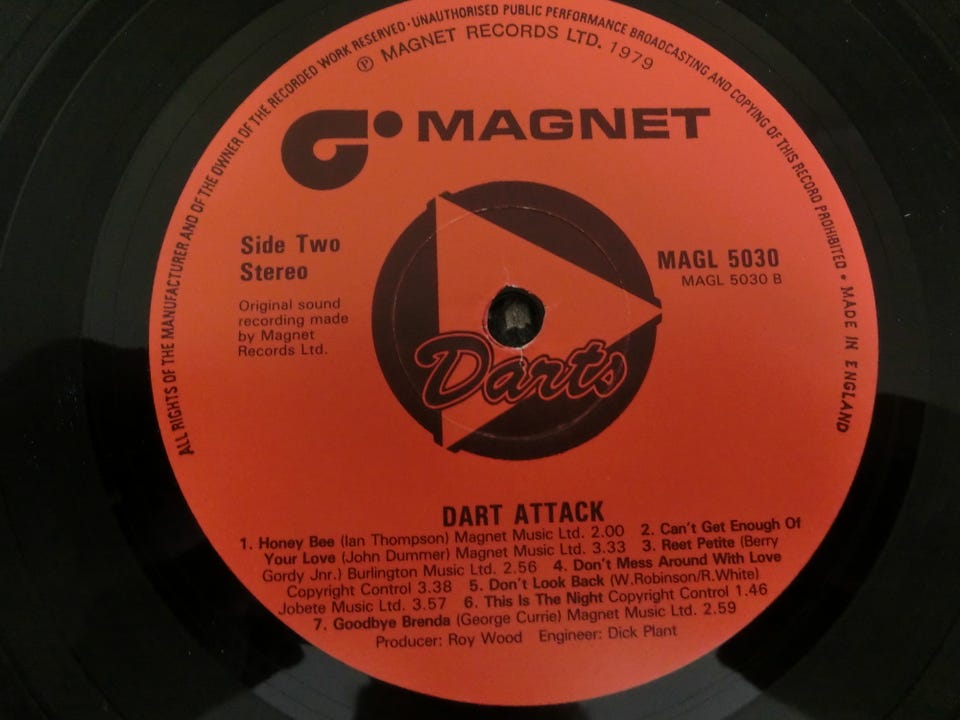 ALL RIGHTS OF THE MANUFACTURER AND OF THE OWNER OF THE RECORDED WORK RESERVED · UNAUTHORISED PUBLIC PERFORMANCE BROADCASTING AND COPYING OF THIS RECORD PROHIBITED • MADE IN ENGLAND
Ⓟ MAGNET RECORDS LTD. 1979
MAGNET
Side Two
Stereo
Original sound
recording made
by Magnet
Records Ltd.
MAGL 5030
MAGL 5030 B
Darts
DART ATTACK
1. Honey Bee (Ian Thompson) Magnet Music Ltd. 2.00 2. Can't Get Enough Of
Your Love (John Dummer) Magnet Music Ltd. 3.33 3. Reet Petite (Berry
Gordy Jnr.) Burlington Music Ltd. 2.56 4. Don't Mess Around With Love
Copyright Control 3.38 5. Don't Look Back (W.Robinson/R.White)
Jobete Music Ltd. 3.57 6. This Is The Night Copyright Control 1.46
7. Goodbye Brenda (George Currie) Magnet Music Ltd. 2.59
Producer: Roy Wood Engineer: Dick Plant